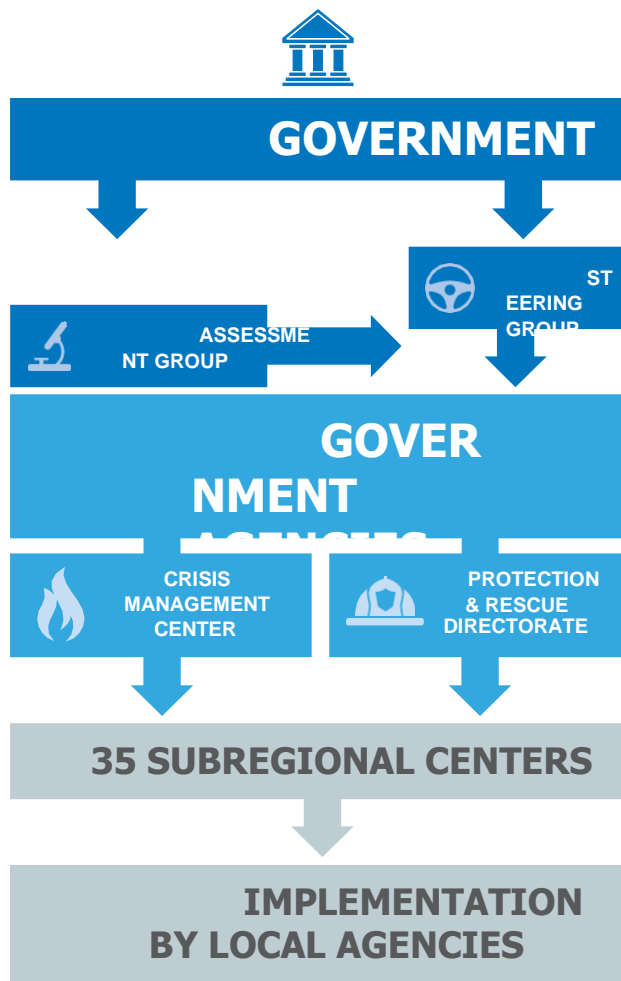 GOVERNMENT
ST
EERING
GROUP
ASSESSME
NT GROUP
GOVER
NMENT
AGENCIES
CRISIS
MANAGEMENT
CENTER
PROTECTION
& RESCUE
DIRECTORATE
35 SUBREGIONAL CENTERS
IMPLEMENTATION
BY LOCAL AGENCIES